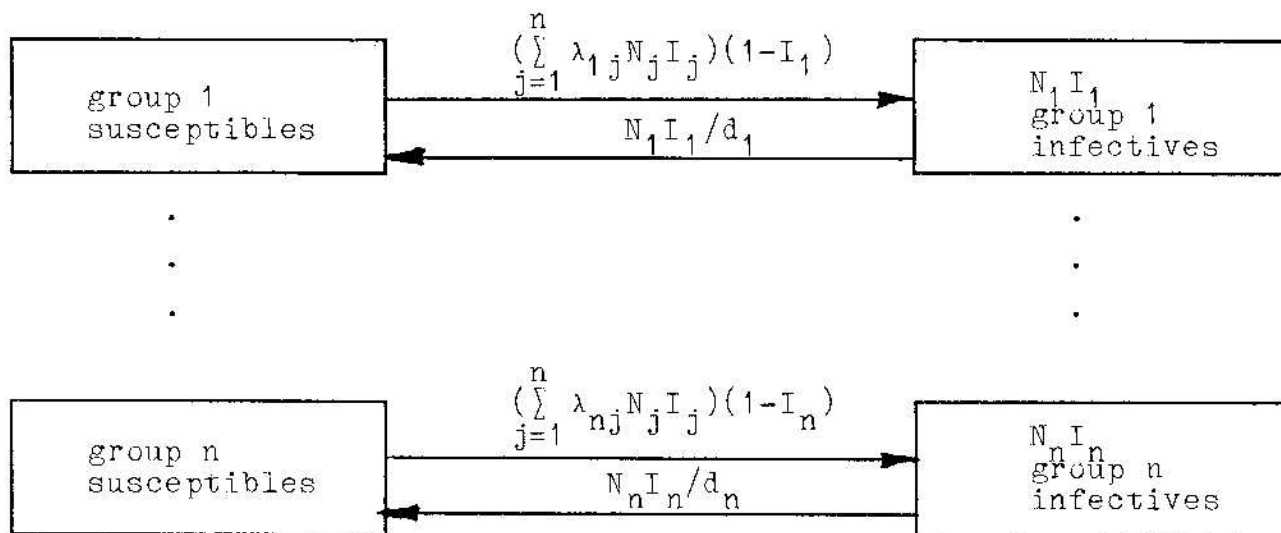 n
(∑ λ₁ⱼNⱼIⱼ)(1-I₁)
j=1
group 1
susceptibles
N₁I₁/d₁
N₁I₁
group 1
infectives
n
(∑ λₙⱼNⱼIⱼ)(1-Iₙ)
j=1
group n
susceptibles
NₙIₙ/dₙ
NₙIₙ
group n
infectives